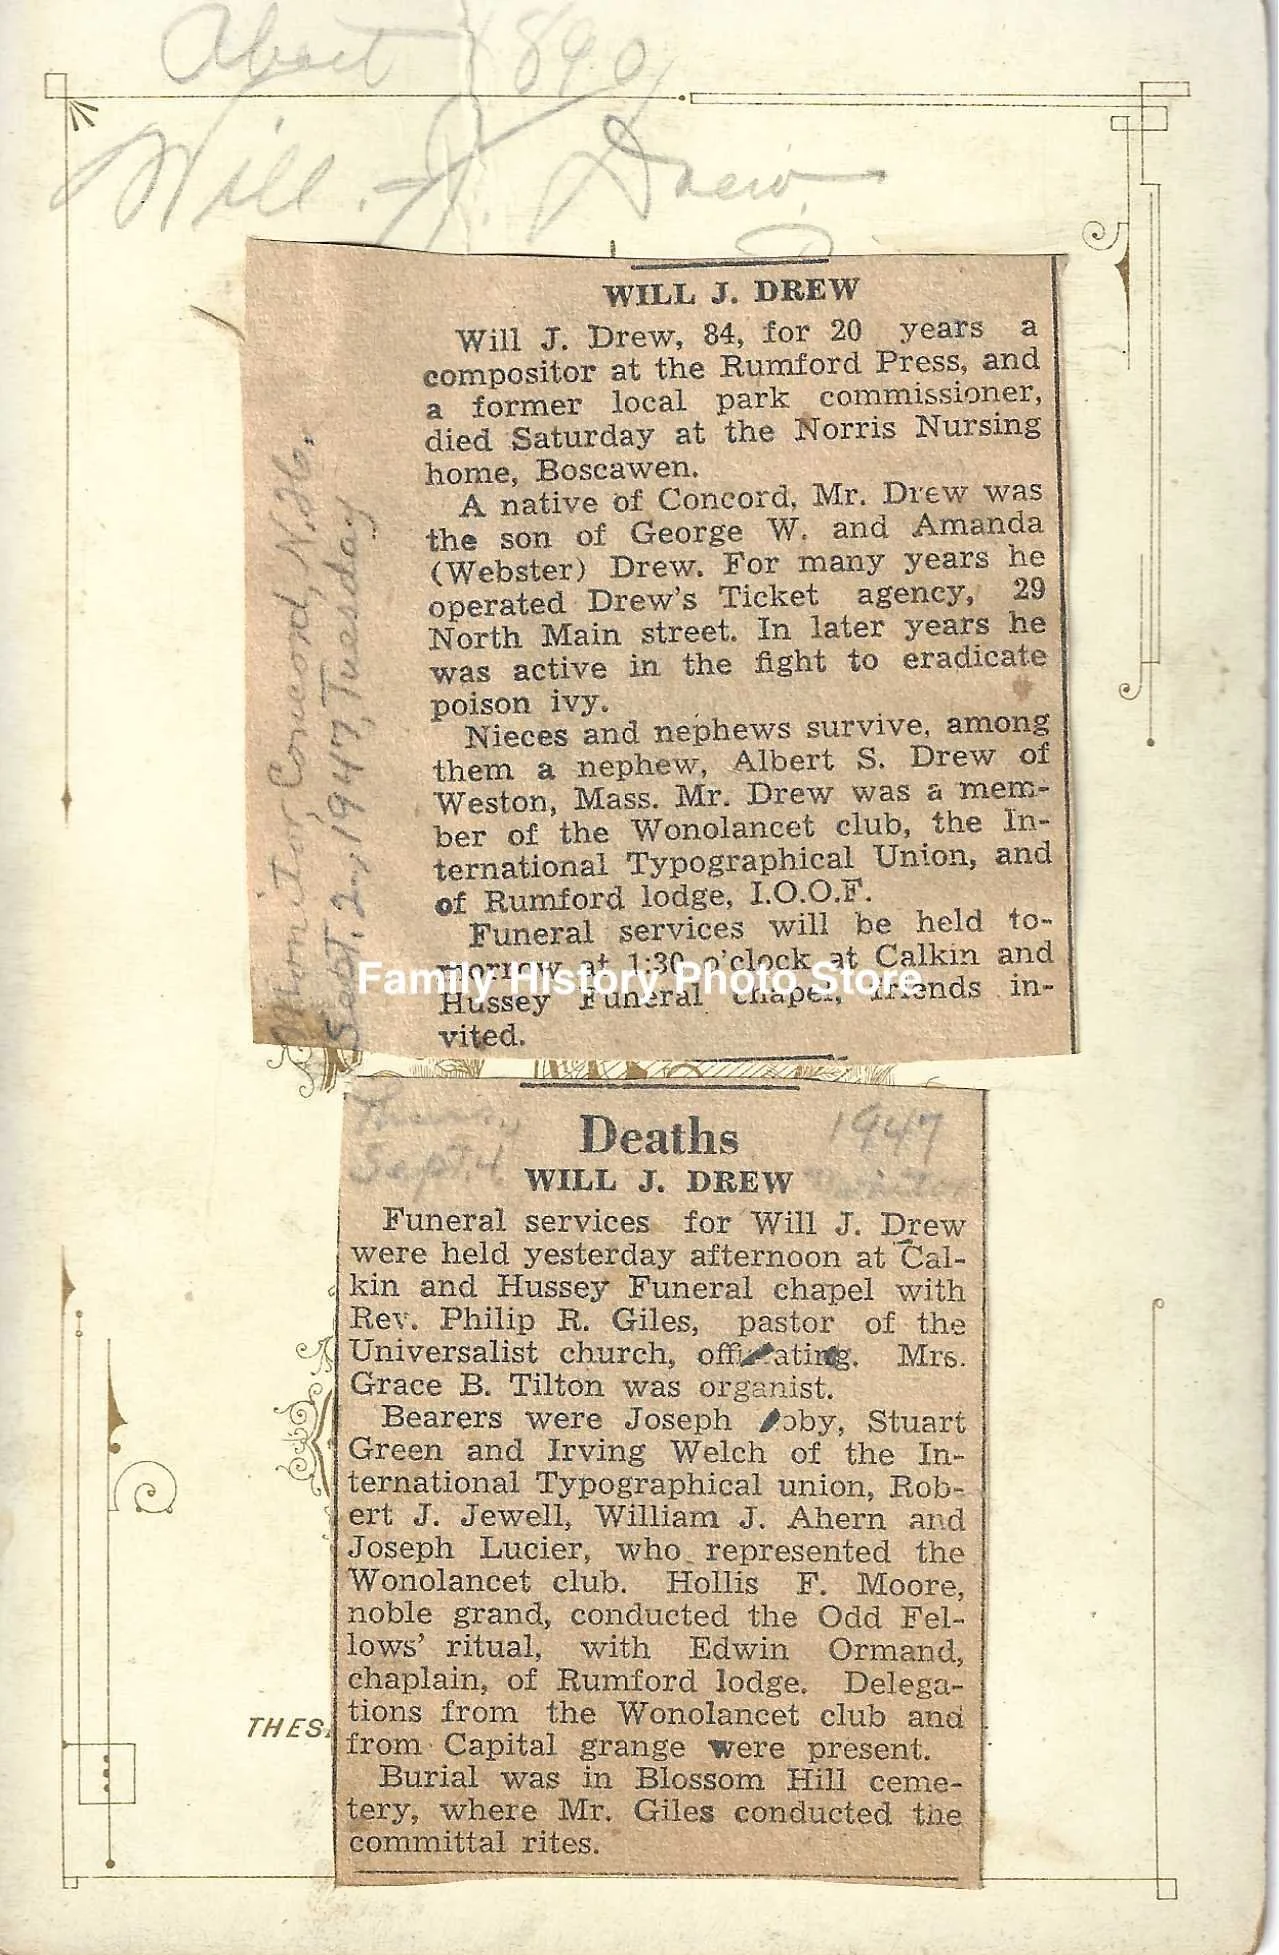 About 1890
Will. J. Drew.
WILL J. DREW
Will J. Drew, 84, for 20 years a
compositor at the Rumford Press, and
a former local park commissioner,
died Saturday at the Norris Nursing
home, Boscawen.
A native of Concord, Mr. Drew was
the son of George W. and Amanda
(Webster) Drew. For many years he
operated Drew's Ticket agency, 29
North Main street. In later years he
was active in the fight to eradicate
poison ivy.
Nieces and nephews survive, among
them a nephew, Albert S. Drew of
Weston, Mass. Mr. Drew was a mem-
ber of the Wonolancet club, the In-
ternational Typographical Union, and
of Rumford lodge, I.O.O.F.
Funeral services will be held to-
morrow at 1:30 o'clock at Calkin and
Hussey Funeral chapel, friends in-
vited.
Monitor, Concord, N.H.
Sept. 2, 1947, Tuesday
Family History Photo Store
Thurs., 1947
Sept. 4. Monitor
Deaths
WILL J. DREW
Funeral services for Will J. Drew
were held yesterday afternoon at Cal-
kin and Hussey Funeral chapel with
Rev. Philip R. Giles, pastor of the
Universalist church, officiating. Mrs.
Grace B. Tilton was organist.
Bearers were Joseph Stuart
Green and Irving Welch of the In-
ternational Typographical union, Rob-
ert J. Jewell, William J. Ahern and
Joseph Lucier, who represented the
Wonolancet club. Hollis F. Moore,
noble grand, conducted the Odd Fel-
lows' ritual, with Edwin Ormand,
chaplain, of Rumford lodge. Delega-
tions from the Wonolancet club and
from Capital grange were present.
Burial was in Blossom Hill ceme-
tery, where Mr. Giles conducted the
committal rites.
THES